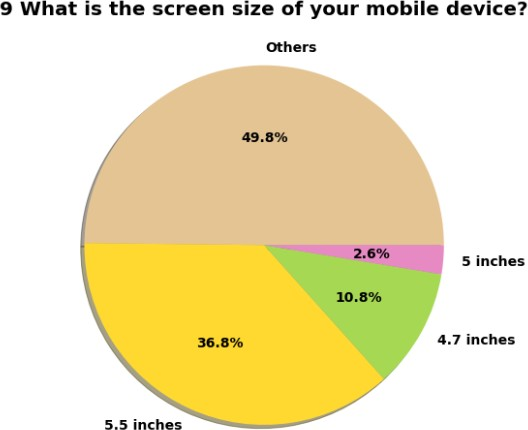 9 What is the screen size of your mobile device?
Others
49.8%
2.6%
5 inches
10.8%
4.7 inches
36.8%
5.5 inches